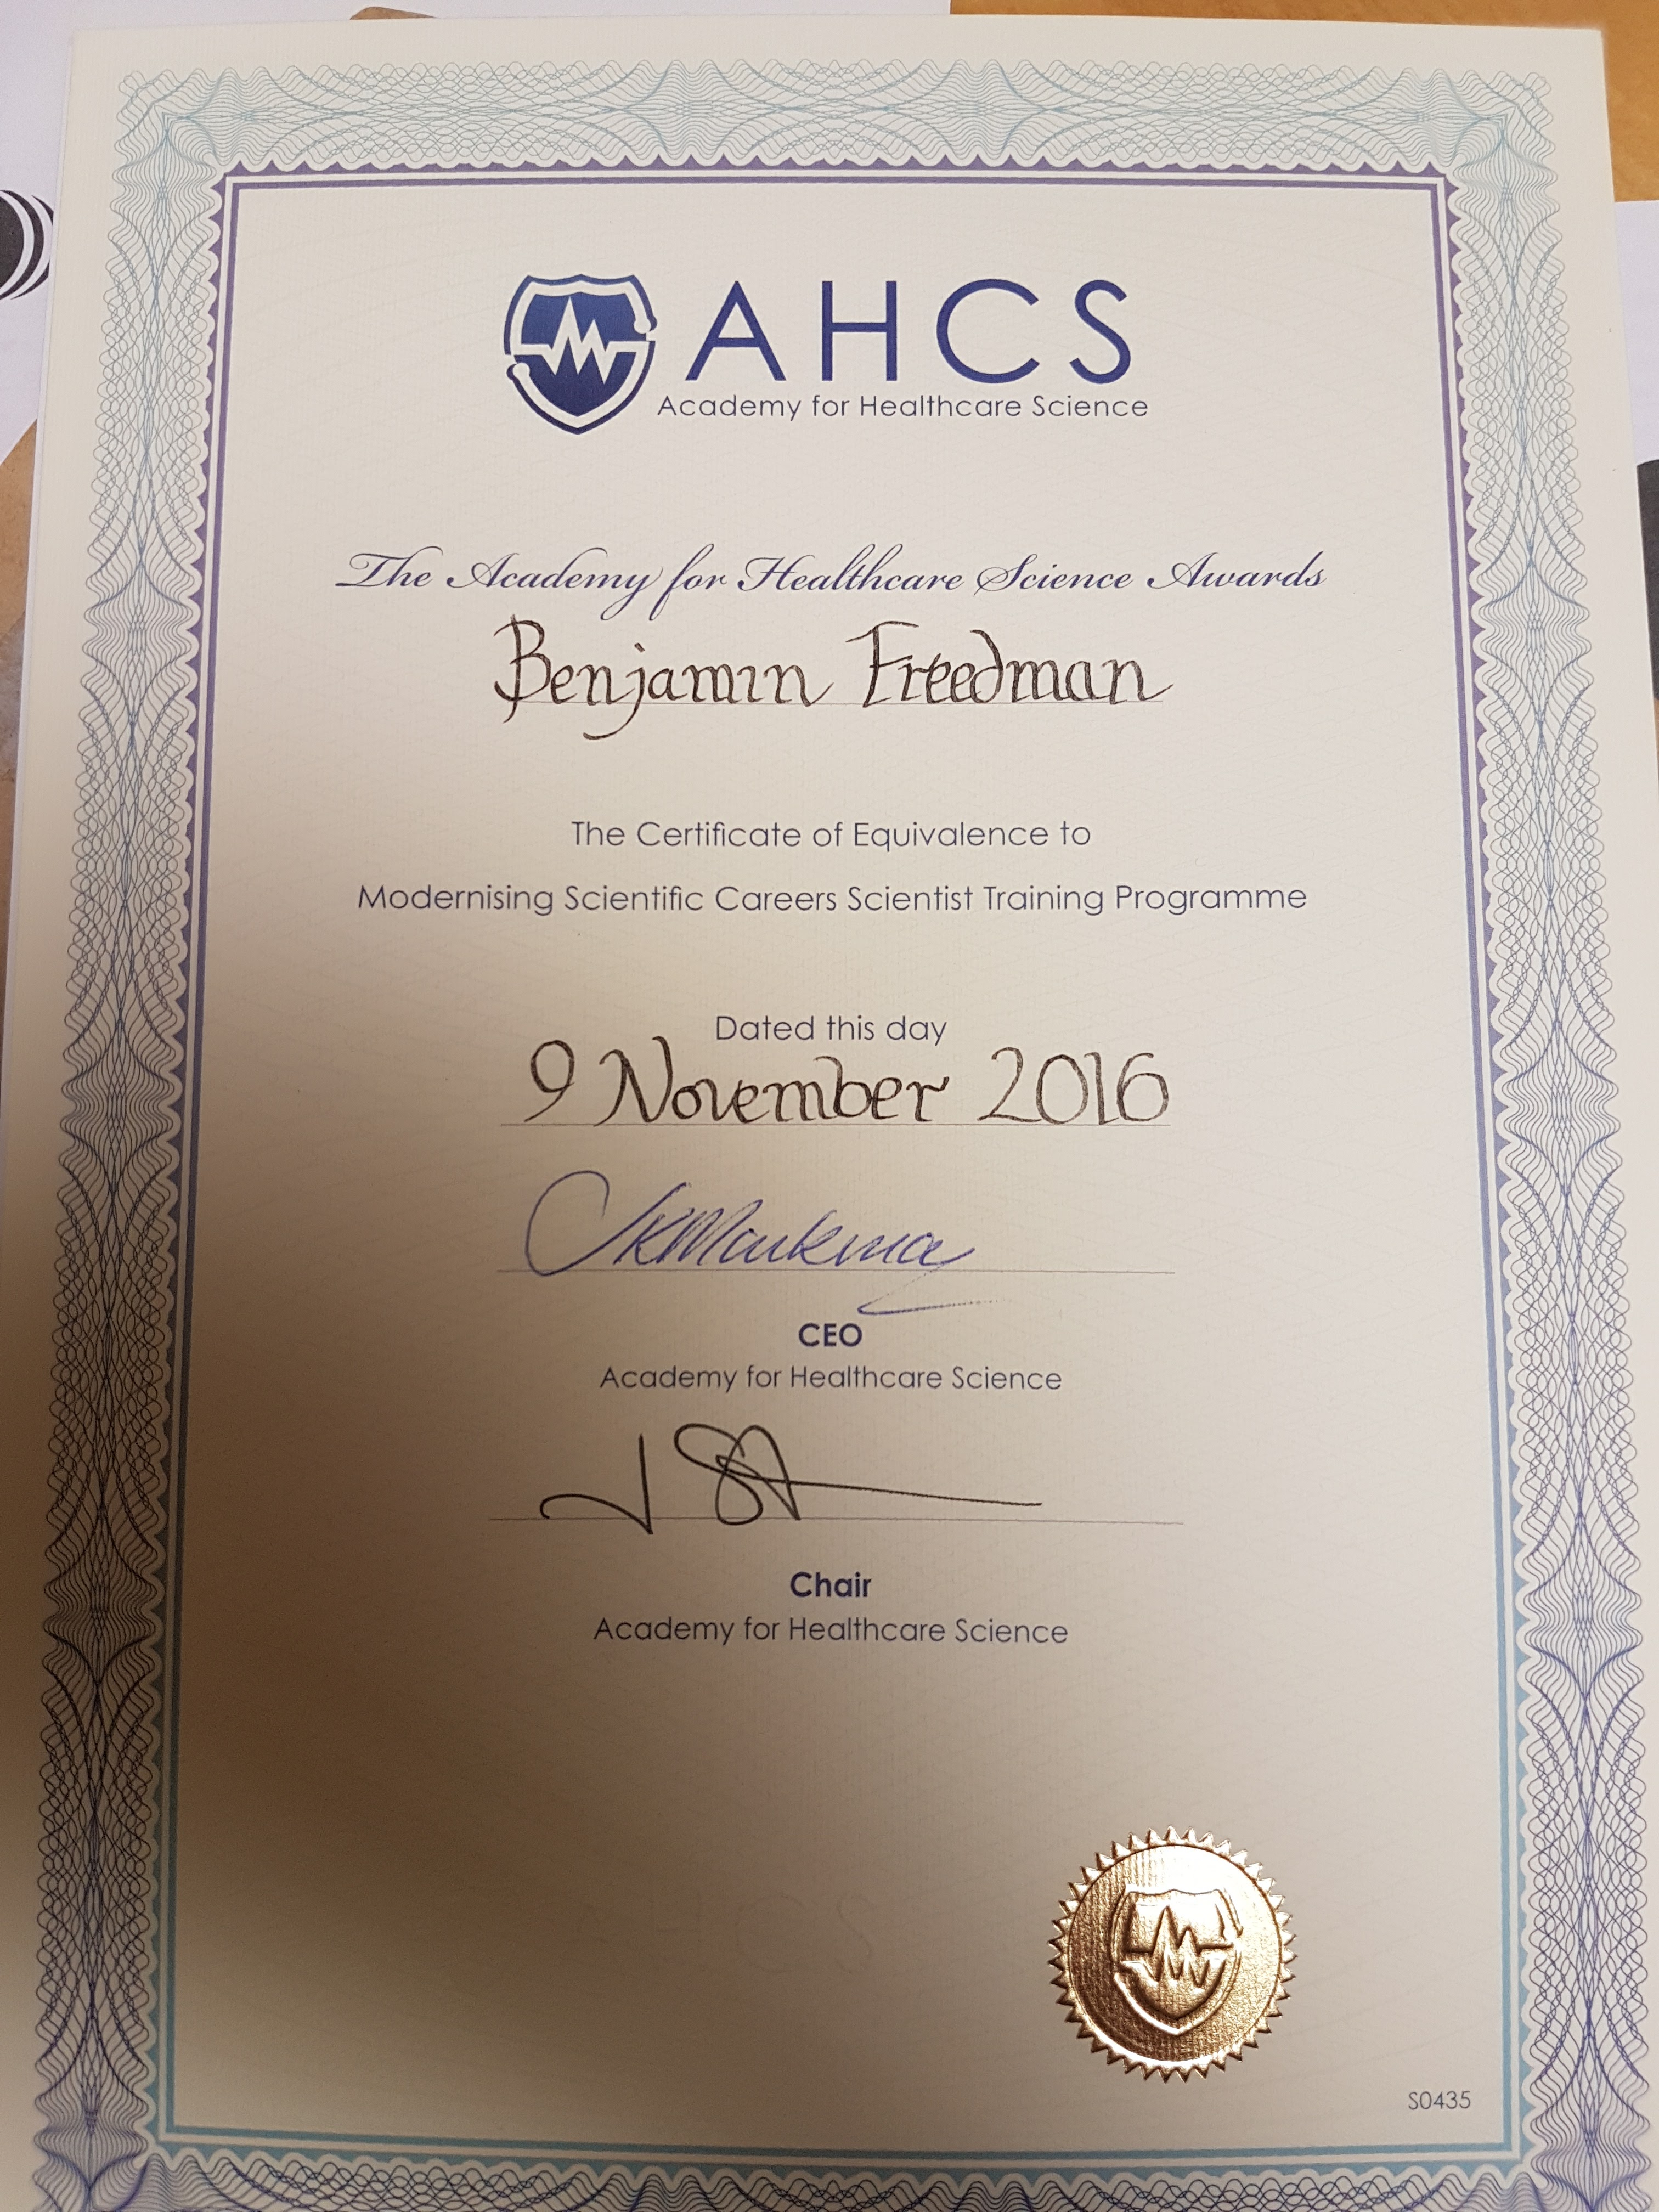 AHCS
Academy for Healthcare Science
The Academy for Healthcare Science Awards
Benjamin Freedman
The Certificate of Equivalence to
Modernising Scientific Careers Scientist Training Programme
Dated this day
9 November 2016
CEO
Academy for Healthcare Science
Chair
Academy for Healthcare Science
S0435